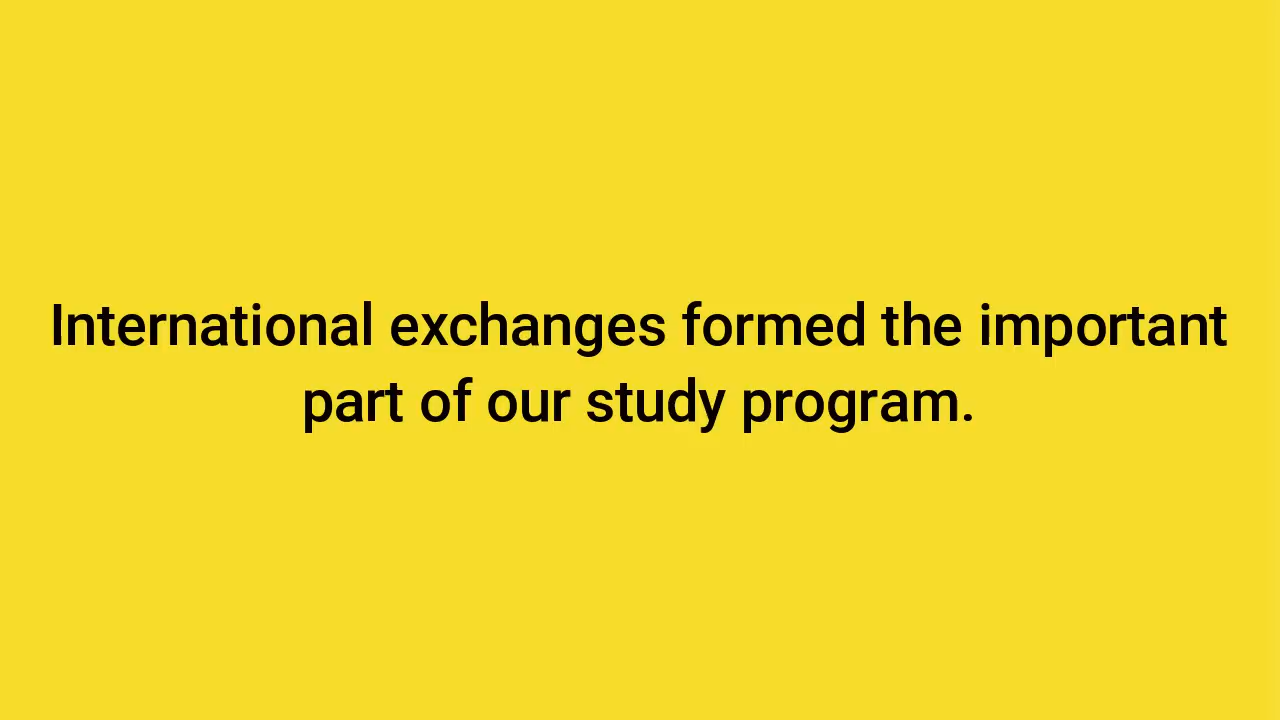 International exchanges formed the important
part of our study program.